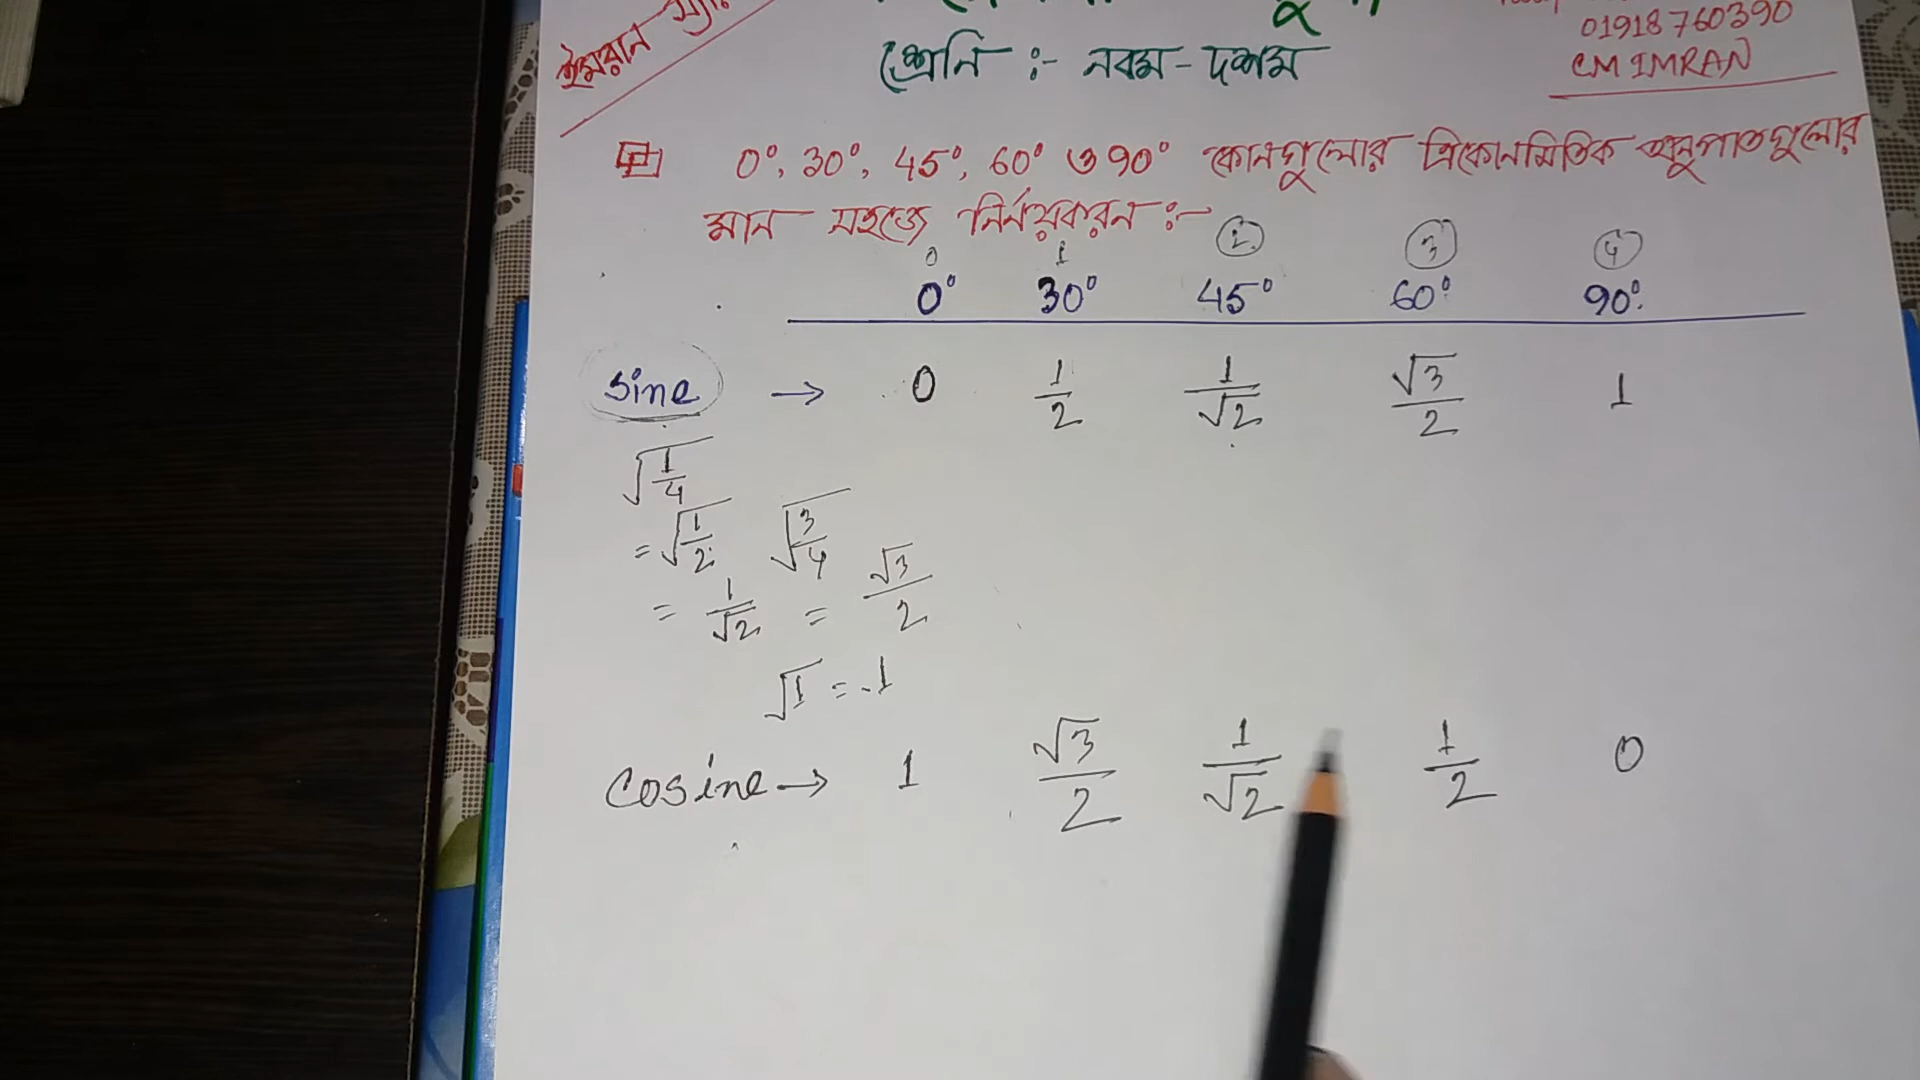 ইমরান স্যার
01918760390
CM IMRAN
শ্রেনি :- নবম - দশম
0°, 30°, 45°, 60° ও 90° কোনগুলোর ত্রিকোনমিতিক অনুপাতগুলোর
মান সহজে নির্নয়করন :-
0 1 2 3 4
0° 30° 45° 60° 90°
sine → 0 1/2 1/√2 √3/2 1
√1/4
= √1/2 √3/4
= 1/√2 = √3/2
√1 = 1
cosine → 1 √3/2 1/√2 1/2 0